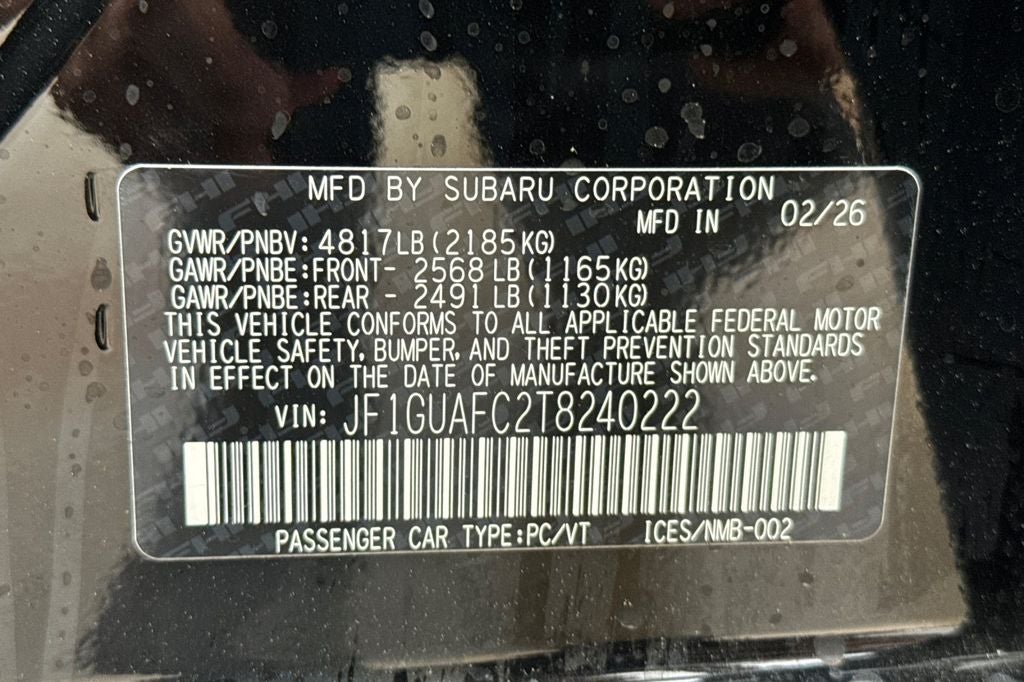 MFD BY SUBARU CORPORATION
MFD IN 02/26
GVWR/PNBV: 4817LB(2185KG)
GAWR/PNBE:FRONT- 2568LB(1165KG)
GAWR/PNBE:REAR - 2491LB(1130KG)
THIS VEHICLE CONFORMS TO ALL APPLICABLE FEDERAL MOTOR
VEHICLE SAFETY, BUMPER, AND THEFT PREVENTION STANDARDS
IN EFFECT ON THE DATE OF MANUFACTURE SHOWN ABOVE.
VIN: JF1GUAFC2T8240222
PASSENGER CAR TYPE:PC/VT ICES/NMB-002